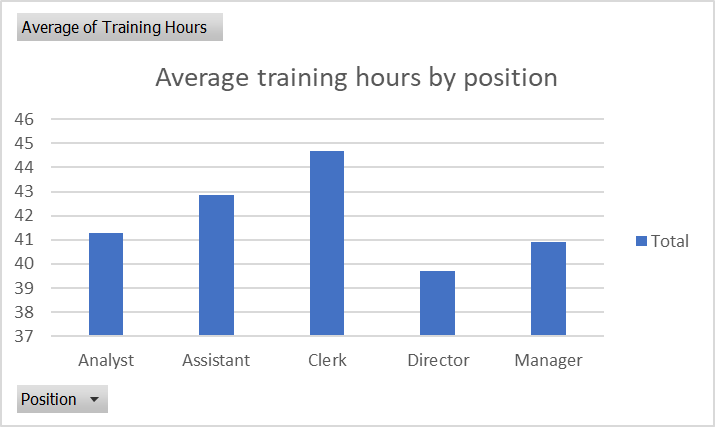 Average of Training Hours
Average training hours by position
46
45
44
43
42
41
40
39
38
37
Analyst Assistant Clerk Director Manager
Total
Position